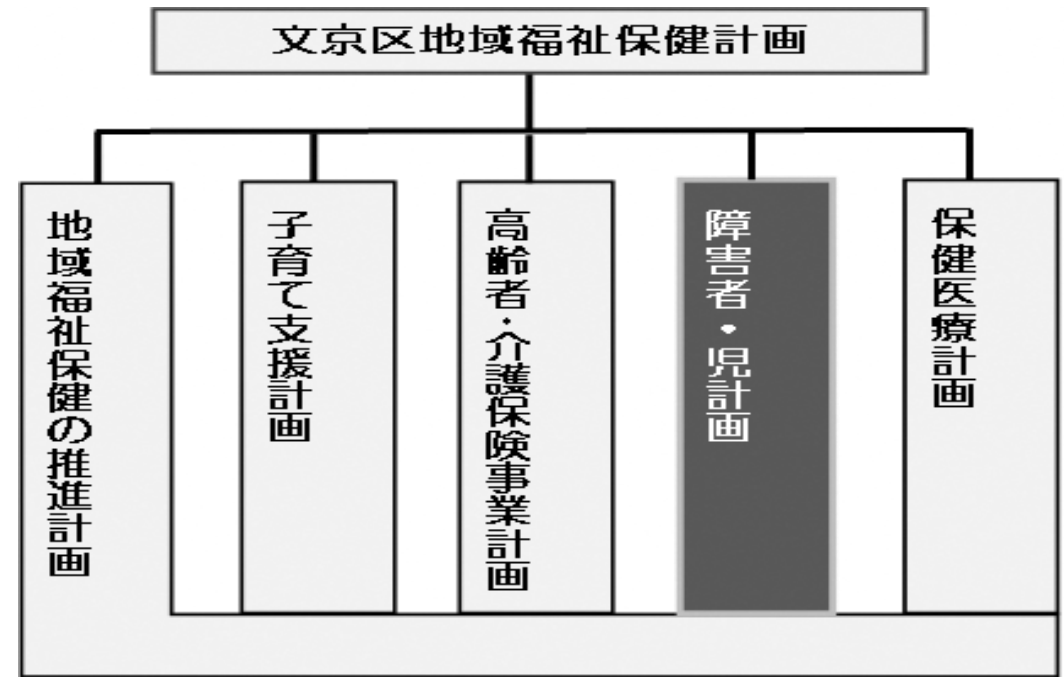 文京区地域福祉保健計画
地域福祉保健の推進計画
子育て支援計画
高齢者・介護保険事業計画
障害者・児計画
保健医療計画